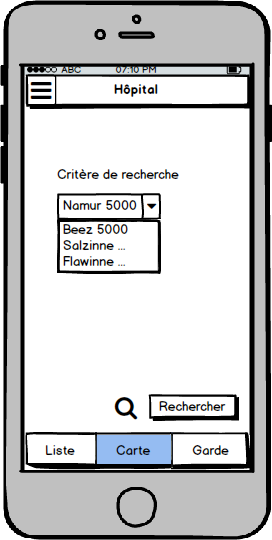 ABC 07:10 PM
Hôpital
Critère de recherche
Namur 5000
Beez 5000
Salzinne ...
Flawinne ...
Rechercher
Liste Carte Garde